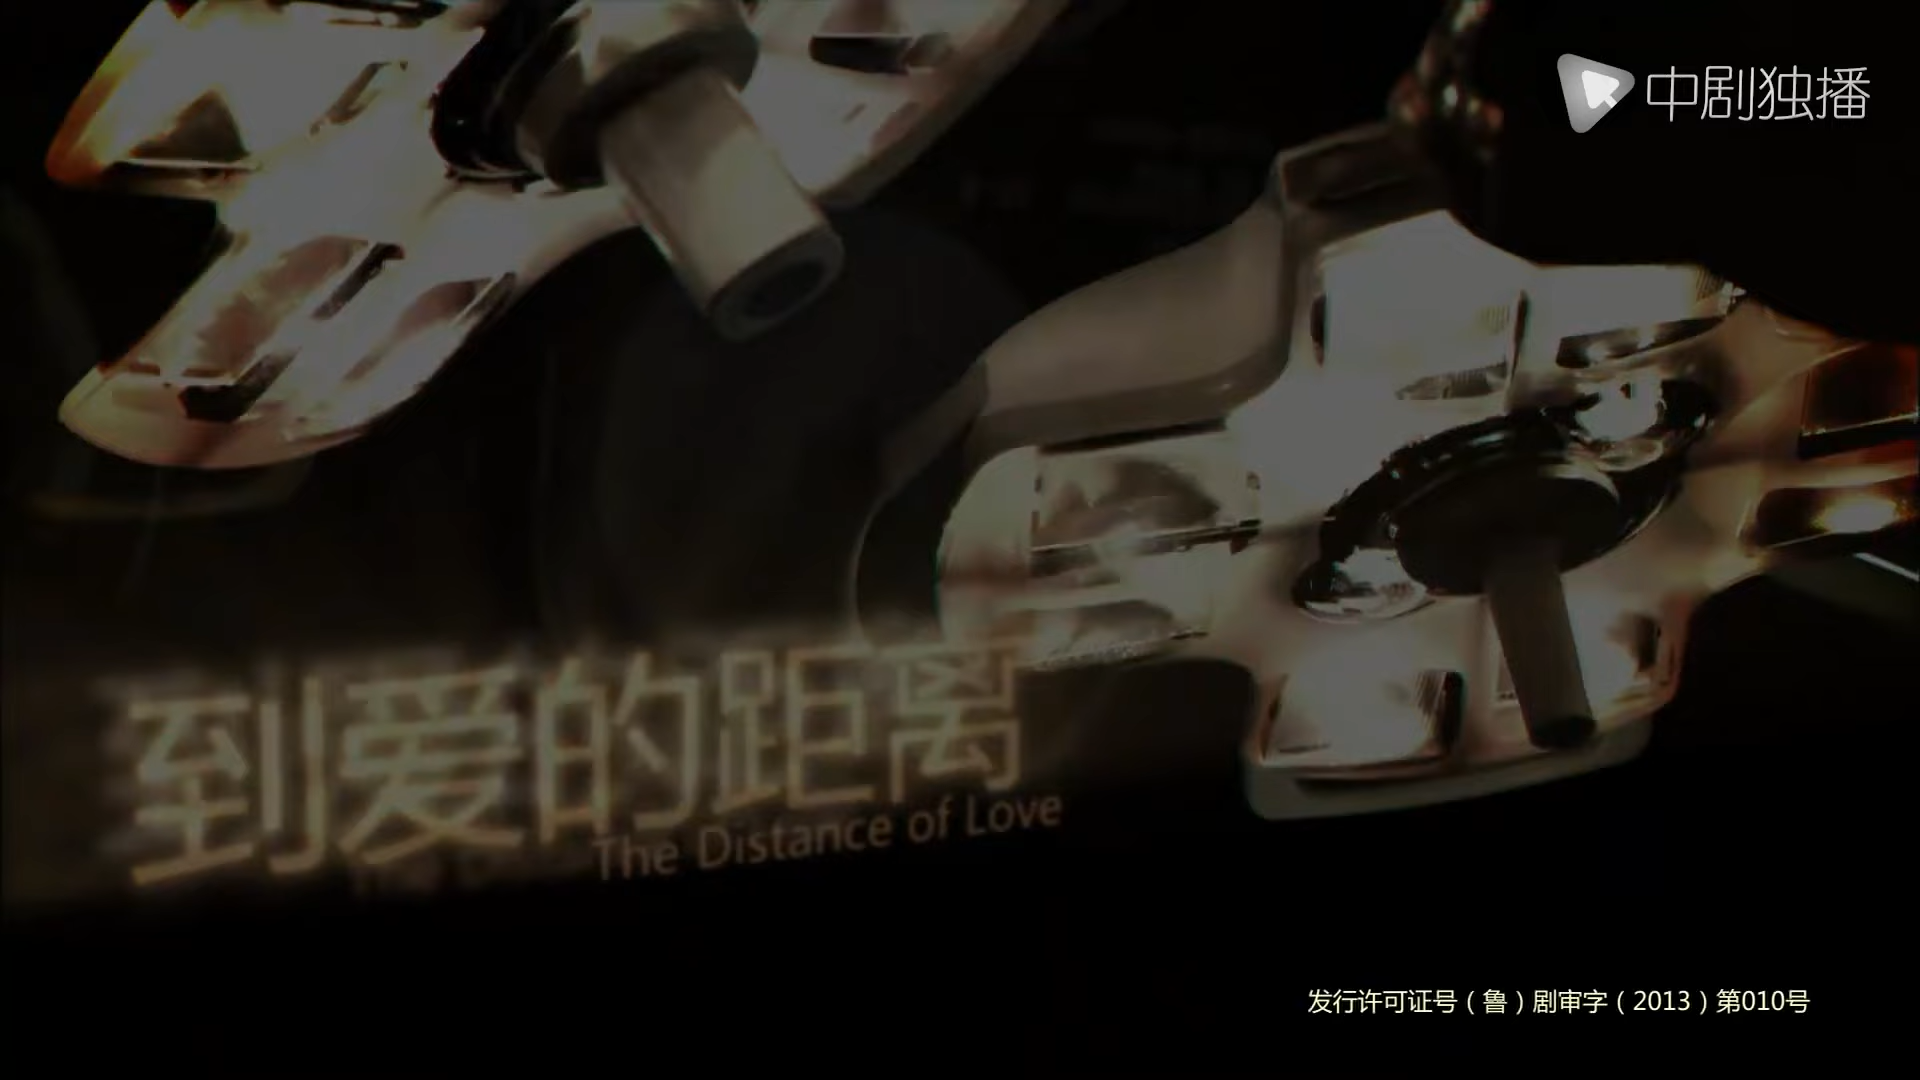 中剧独播
到爱的距离
The Distance of Love
发行许可证号（鲁）剧审字（2013）第010号